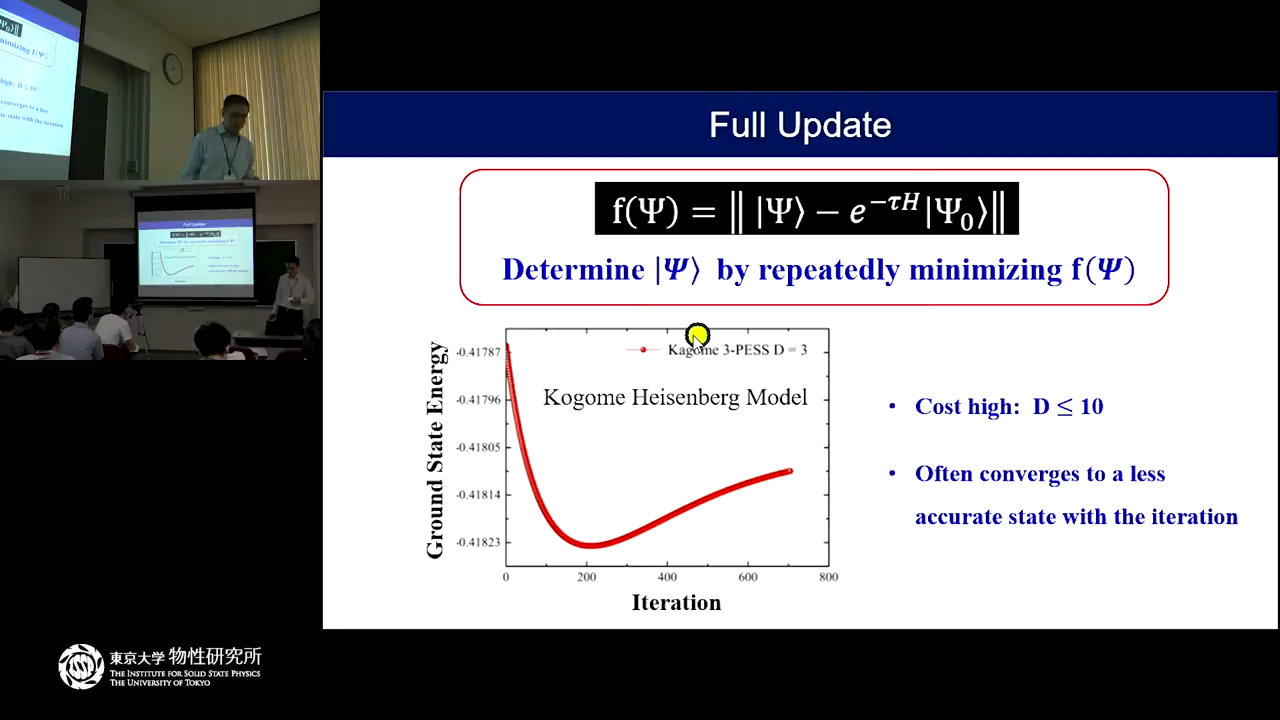 Full Update
f(Ψ) = ‖ |Ψ⟩ − e^{−τH}|Ψ₀⟩‖
Determine |Ψ⟩ by repeatedly minimizing f(Ψ)
Kagome 3-PESS D = 3
Kogome Heisenberg Model
Ground State Energy
-0.41787
-0.41796
-0.41805
-0.41814
-0.41823
0 200 400 600 800
Iteration
• Cost high: D ≤ 10
• Often converges to a less
accurate state with the iteration
東京大学 物性研究所
THE INSTITUTE FOR SOLID STATE PHYSICS
THE UNIVERSITY OF TOKYO